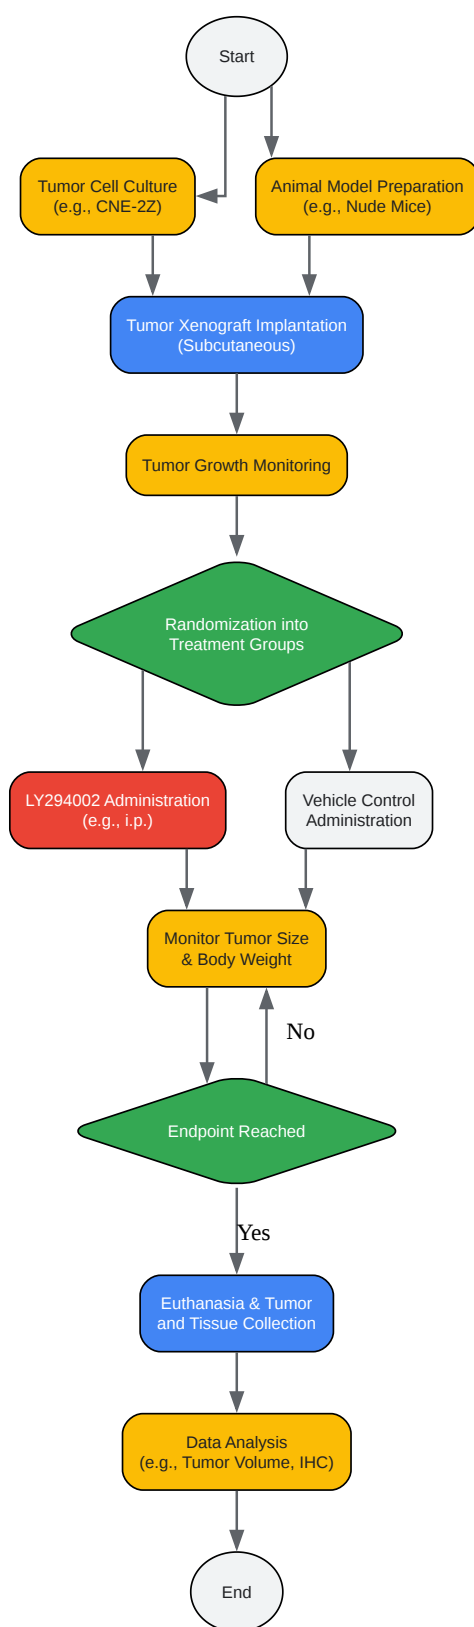 Start
Tumor Cell Culture
(e.g., CNE-2Z)
Animal Model Preparation
(e.g., Nude Mice)
Tumor Xenograft Implantation
(Subcutaneous)
Tumor Growth Monitoring
Randomization into
Treatment Groups
LY294002 Administration
(e.g., i.p.)
Vehicle Control
Administration
Monitor Tumor Size
& Body Weight
No
Endpoint Reached
Yes
Euthanasia & Tumor
and Tissue Collection
Data Analysis
(e.g., Tumor Volume, IHC)
End